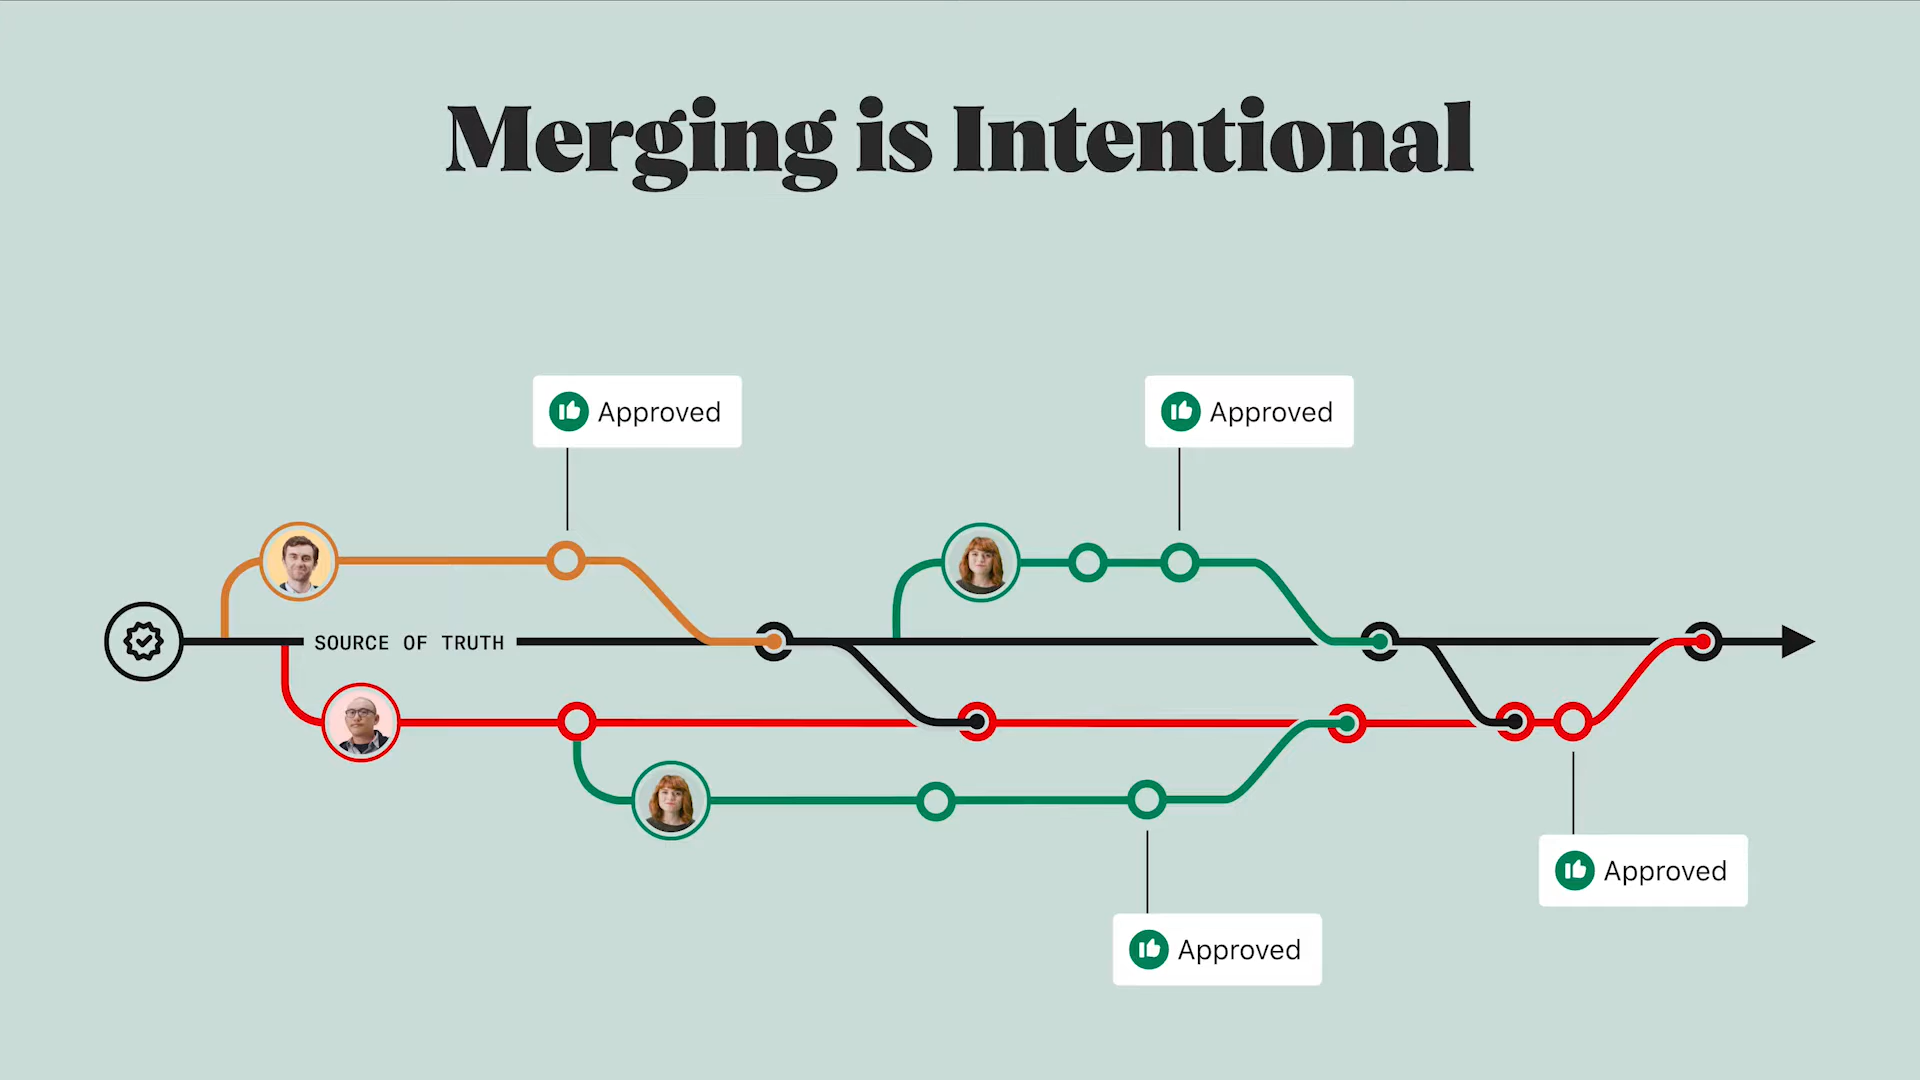 Merging is Intentional
Approved
Approved
SOURCE OF TRUTH
Approved
Approved